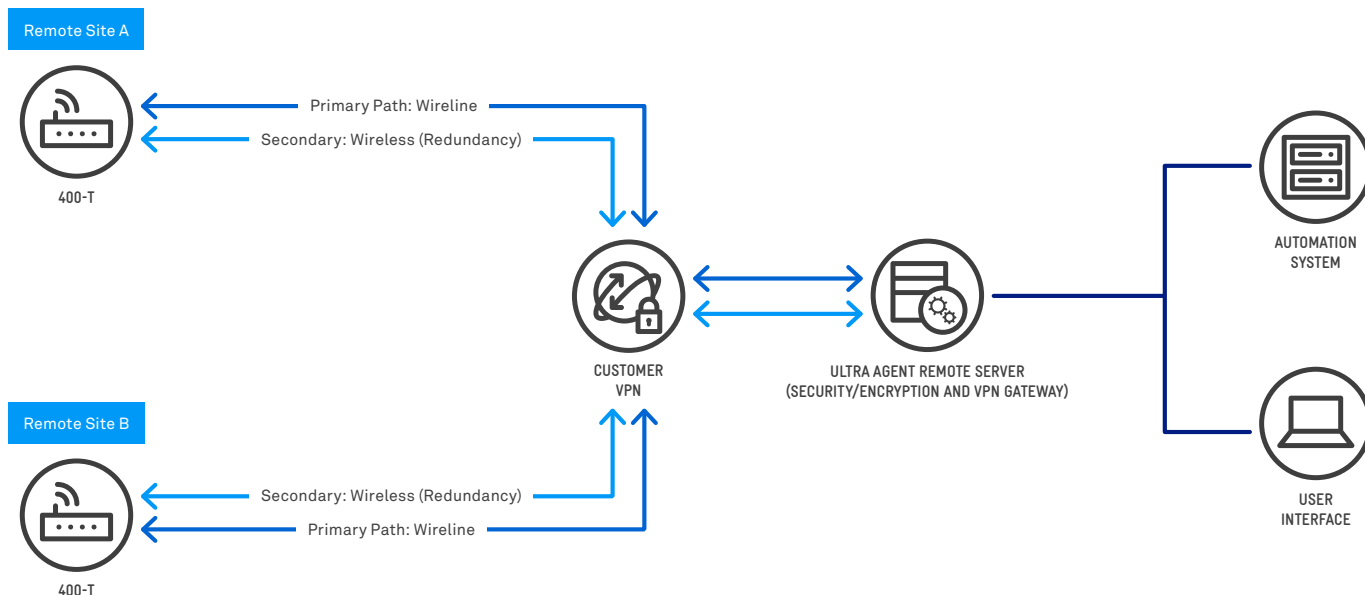 Remote Site A
Primary Path: Wireline
Secondary: Wireless (Redundancy)
400-T
AUTOMATION
SYSTEM
CUSTOMER
VPN
ULTRA AGENT REMOTE SERVER
(SECURITY/ENCRYPTION AND VPN GATEWAY)
Remote Site B
Secondary: Wireless (Redundancy)
Primary Path: Wireline
400-T
USER
INTERFACE